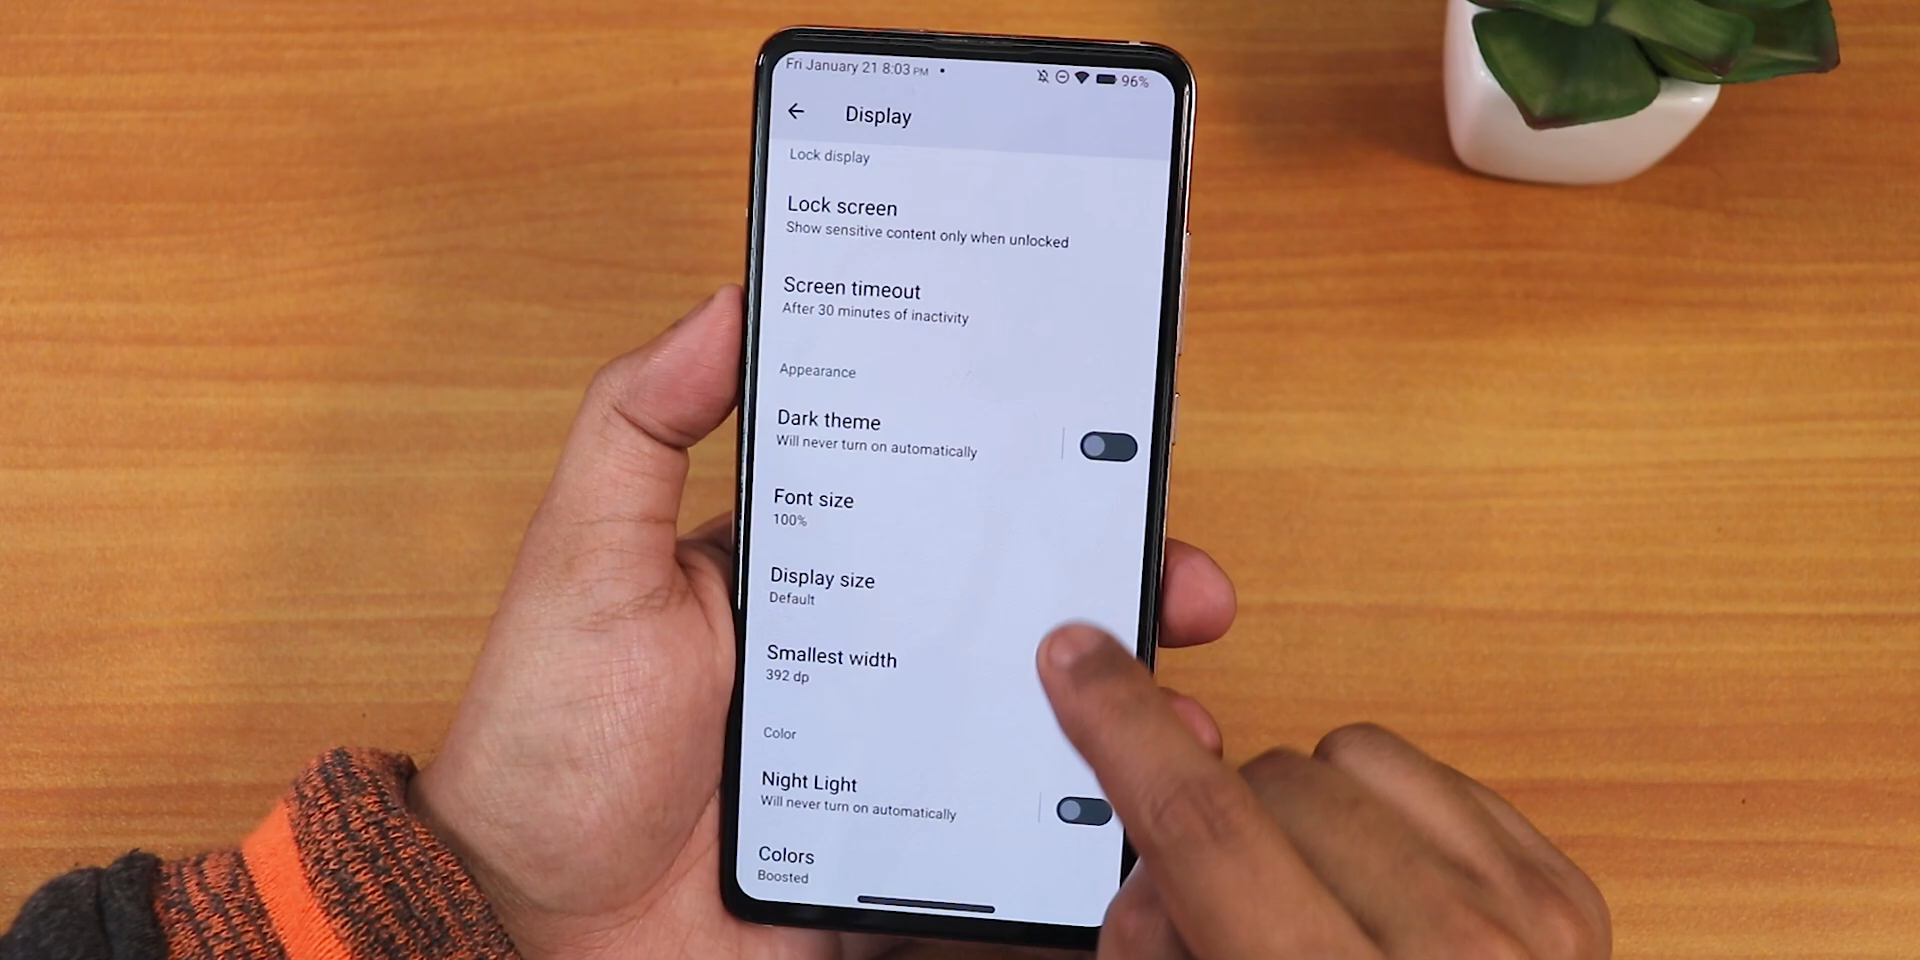 Fri January 21 8:03 PM
96%
Display
Lock display
Lock screen
Show sensitive content only when unlocked
Screen timeout
After 30 minutes of inactivity
Appearance
Dark theme
Will never turn on automatically
Font size
100%
Display size
Default
Smallest width
392 dp
Color
Night Light
Will never turn on automatically
Colors
Boosted